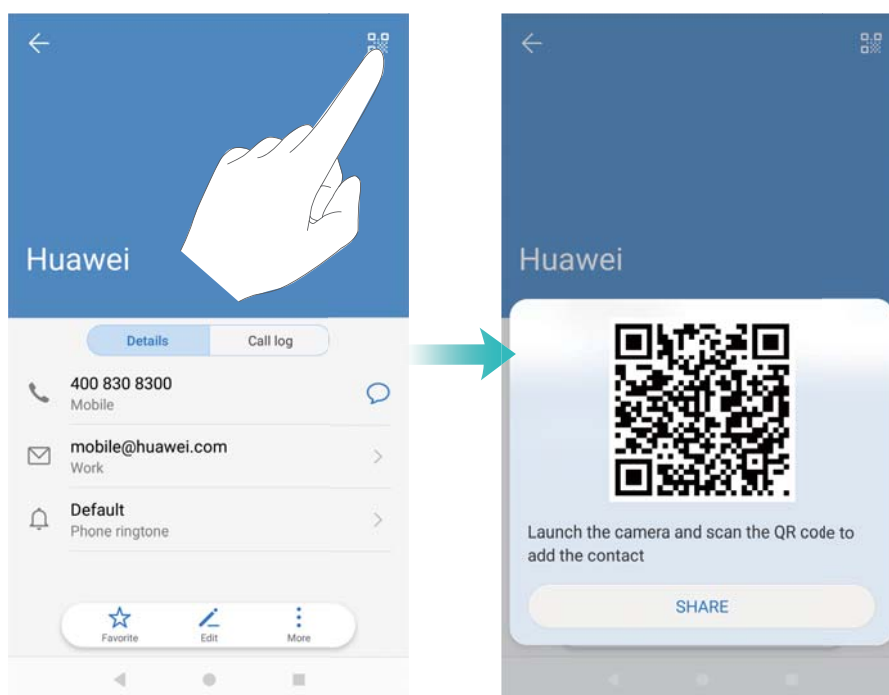 Huawei
Details
Call log
400 830 8300
Mobile
mobile@huawei.com
Work
Default
Phone ringtone
Favorite
Edit
More
Huawei
Launch the camera and scan the QR code to
add the contact
SHARE